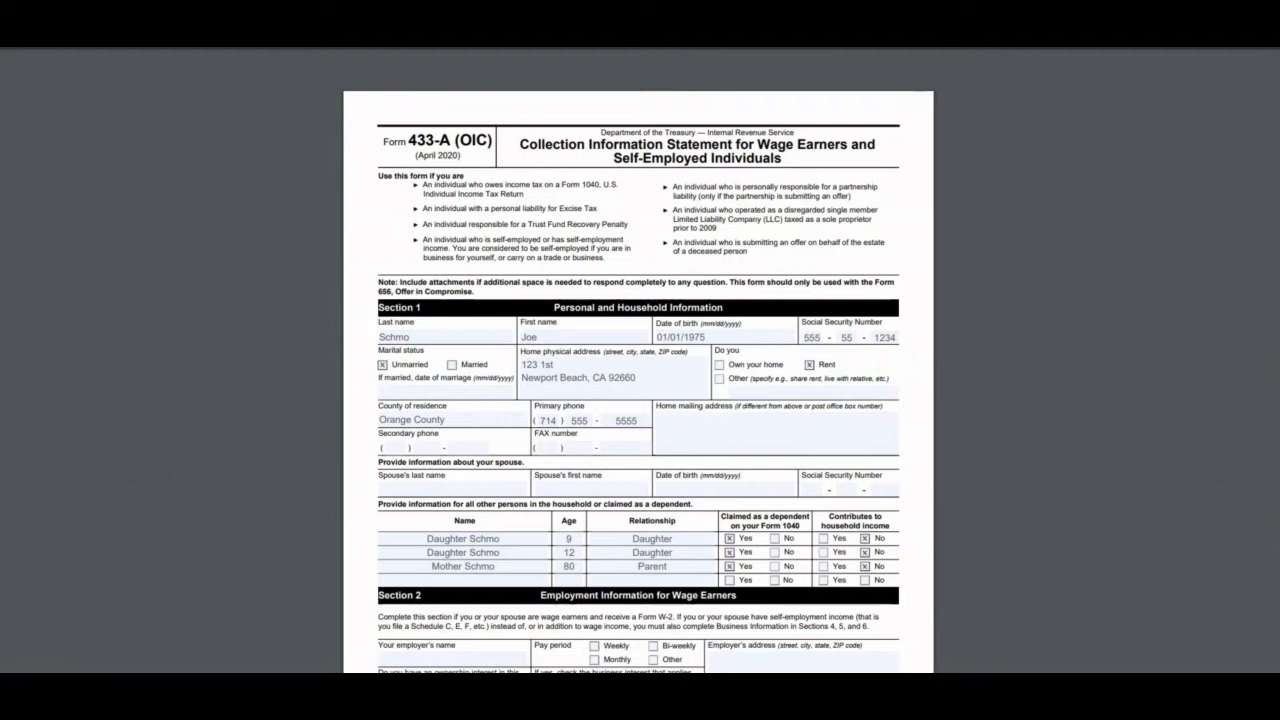 Form 433-A (OIC)
(April 2020)
Department of the Treasury — Internal Revenue Service
Collection Information Statement for Wage Earners and
Self-Employed Individuals
Use this form if you are
► An individual who owes income tax on a Form 1040, U.S.
Individual Income Tax Return
► An individual with a personal liability for Excise Tax
► An individual responsible for a Trust Fund Recovery Penalty
► An individual who is self-employed or has self-employment
income. You are considered to be self-employed if you are in
business for yourself, or carry on a trade or business.
► An individual who is personally responsible for a partnership
liability (only if the partnership is submitting an offer)
► An individual who operated as a disregarded single member
Limited Liability Company (LLC) taxed as a sole proprietor
prior to 2009
► An individual who is submitting an offer on behalf of the estate
of a deceased person
Note: Include attachments if additional space is needed to respond completely to any question. This form should only be used with the Form
656, Offer in Compromise.
Section 1 Personal and Household Information
Last name First name Date of birth (mm/dd/yyyy) Social Security Number
Schmo Joe 01/01/1975 555 - 55 - 1234
Marital status Home physical address (street, city, state, ZIP code) Do you
Unmarried Married 123 1st Own your home Rent
If married, date of marriage (mm/dd/yyyy) Newport Beach, CA 92660 Other (specify e.g., share rent, live with relative, etc.)
County of residence Primary phone Home mailing address (if different from above or post office box number)
Orange County ( 714 ) 555 - 5555
Secondary phone FAX number
( ) - ( ) -
Provide information about your spouse.
Spouse's last name Spouse's first name Date of birth (mm/dd/yyyy) Social Security Number
- -
Provide information for all other persons in the household or claimed as a dependent.
Name Age Relationship Claimed as a dependent on your Form 1040 Contributes to household income
Daughter Schmo 9 Daughter Yes No Yes No
Daughter Schmo 12 Daughter Yes No Yes No
Mother Schmo 80 Parent Yes No Yes No
Yes No Yes No
Section 2 Employment Information for Wage Earners
Complete this section if you or your spouse are wage earners and receive a Form W-2. If you or your spouse have self-employment income (that is
you file a Schedule C, E, F, etc.) instead of, or in addition to wage income, you must also complete Business Information in Sections 4, 5, and 6.
Your employer's name Pay period Weekly Bi-weekly Employer's address (street, city, state, ZIP code)
Monthly Other
Do you have an ownership interest in this If yes, check the business interest that applies